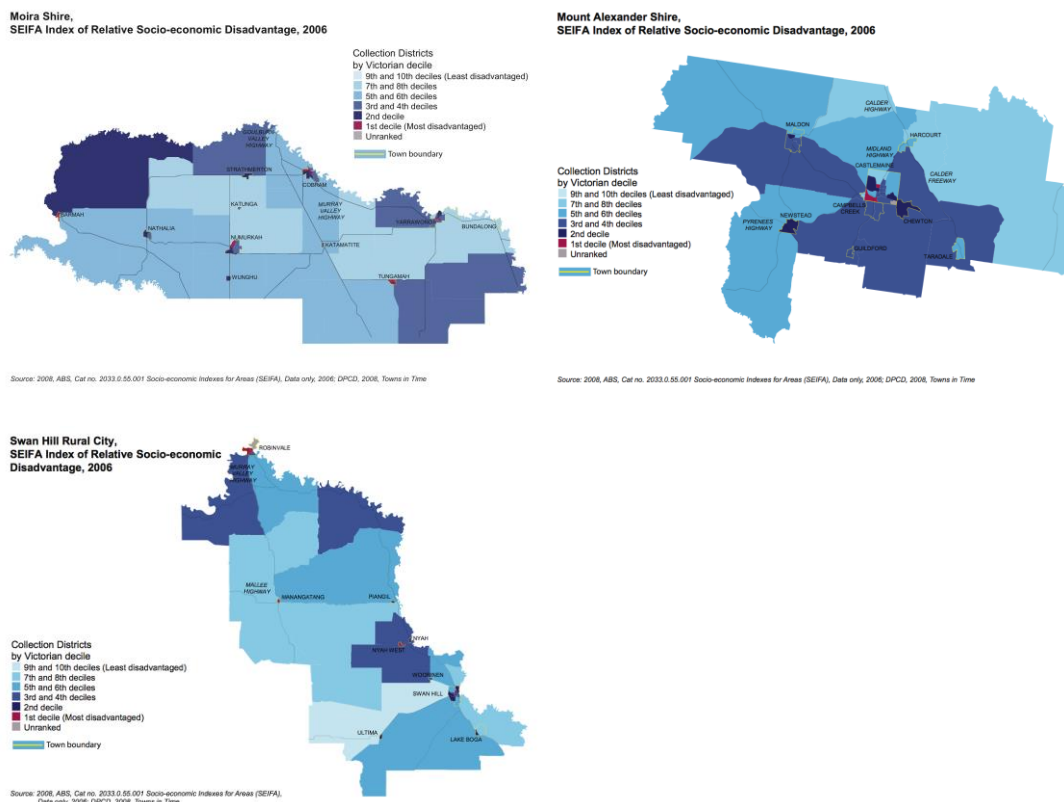 Moira Shire,
SEIFA Index of Relative Socio-economic Disadvantage, 2006
Collection Districts
by Victorian decile
9th and 10th deciles (Least disadvantaged)
7th and 8th deciles
5th and 6th deciles
3rd and 4th deciles
2nd decile
1st decile (Most disadvantaged)
Unranked
Town boundary
GOULBURN
VALLEY
HIGHWAY
STRATHMERTON
COBRAM
BARMAH
KATUNGA
MURRAY
VALLEY
HIGHWAY
YARRAWONGA
BUNDALONG
NATHALIA
NUMURKAH
KATAMATITE
WUNGHU
TUNGAMAH
Source: 2008, ABS, Cat no. 2033.0.55.001 Socio-economic Indexes for Areas (SEIFA), Data only, 2006; DPCD, 2008, Towns in Time
Mount Alexander Shire,
SEIFA Index of Relative Socio-economic Disadvantage, 2006
CALDER
HIGHWAY
MALDON
HARCOURT
MIDLAND
HIGHWAY
CASTLEMAINE
CALDER
FREEWAY
Collection Districts
by Victorian decile
9th and 10th deciles (Least disadvantaged)
7th and 8th deciles
5th and 6th deciles
3rd and 4th deciles
2nd decile
1st decile (Most disadvantaged)
Unranked
Town boundary
CAMPBELLS
CREEK
PYRENEES
HIGHWAY
NEWSTEAD
CHEWTON
GUILDFORD
TARADALE
Source: 2008, ABS, Cat no. 2033.0.55.001 Socio-economic Indexes for Areas (SEIFA), Data only, 2006; DPCD, 2008, Towns in Time
Swan Hill Rural City,
SEIFA Index of Relative Socio-economic
Disadvantage, 2006
ROBINVALE
MURRAY
VALLEY
HIGHWAY
MALLEE
HIGHWAY
MANANGATANG
PIANGIL
NYAH
NYAH WEST
WOORINEN
SWAN HILL
ULTIMA
LAKE BOGA
Collection Districts
by Victorian decile
9th and 10th deciles (Least disadvantaged)
7th and 8th deciles
5th and 6th deciles
3rd and 4th deciles
2nd decile
1st decile (Most disadvantaged)
Unranked
Town boundary
Source: 2008, ABS, Cat no. 2033.0.55.001 Socio-economic Indexes for Areas (SEIFA),
Data only, 2006; DPCD, 2008, Towns in Time